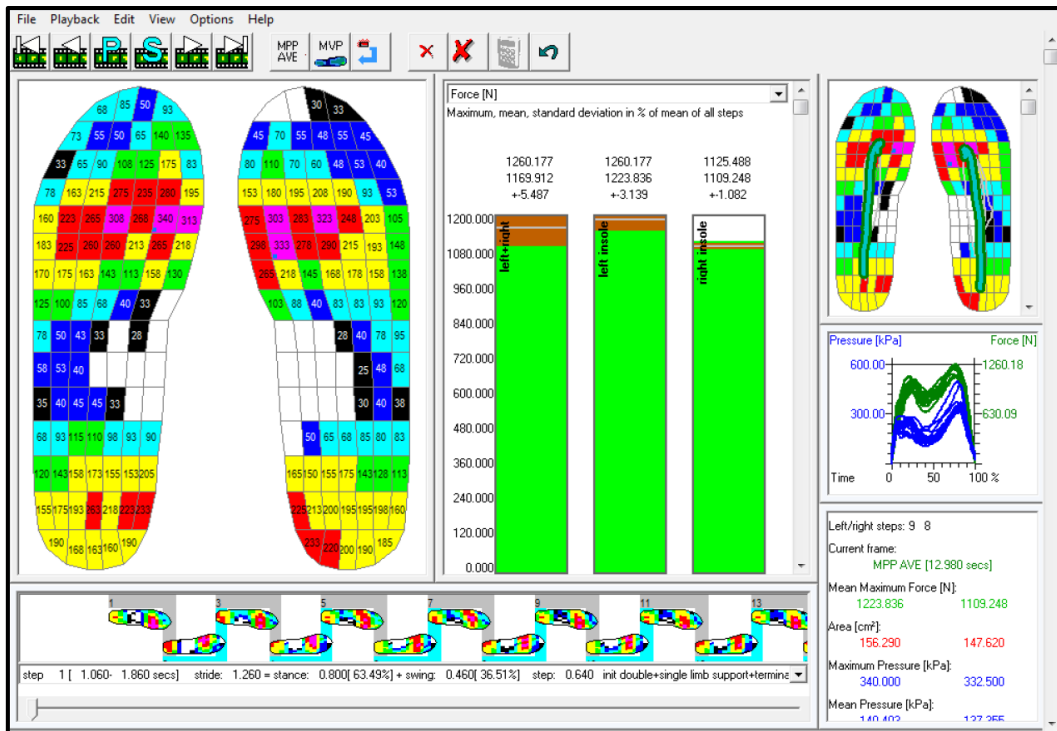 File Playback Edit View Options Help
P S MPP AVE MVP
68 85 50 93
73 55 50 65 140 135
33 65 90 108 125 175 83
78 163 215 275 235 280 195
160 223 265 308 268 340 313
183 225 260 260 213 265 218
170 175 163 143 113 158 130
125 100 85 68 40 33
78 50 43 33 28
58 53 40
35 40 45 45 33
68 93 115 110 98 93 90
120 143 158 173 155 153 205
155 175 193 263 218 223 233
190 168 163 160 190
30 33
45 70 55 48 55 45
80 110 70 60 48 53 40
153 180 195 208 190 93 53
275 303 283 323 248 203 105
298 333 278 290 193 93 148
265 218 145 168 168 158 138
103 88 40 83 83 93 120
28 40 78 95
25 48 68
30 40 38
50 65 68 85 80 83
165 150 155 175 143 128 113
225 213 200 195 195 198 160
233 220 200 190 185
Force [N]
Maximum, mean, standard deviation in % of mean of all steps
1260.177 1260.177 1125.488
1169.912 1223.836 1109.248
+-5.487 +-3.139 +-1.082
1200.000
1080.000
960.000
840.000
720.000
600.000
480.000
360.000
240.000
120.000
0.000
left+right
left insole
right insole
Pressure [kPa] Force [N]
600.00 1260.18
300.00 630.09
Time 0 50 100 %
Left/right steps: 9 8
Current frame:
MPP AVE [12.980 secs]
Mean Maximum Force [N]:
1223.836 1109.248
Area [cm²]:
156.290 147.620
Maximum Pressure [kPa]:
340.000 332.500
Mean Pressure [kPa]:
140.403 137.355
1 3 5 7 9 11 13
step 1 [ 1.060- 1.860 secs] stride: 1.260 = stance: 0.800[ 63.49%] + swing: 0.460[ 36.51%] step: 0.640 init double+single limb support+termina